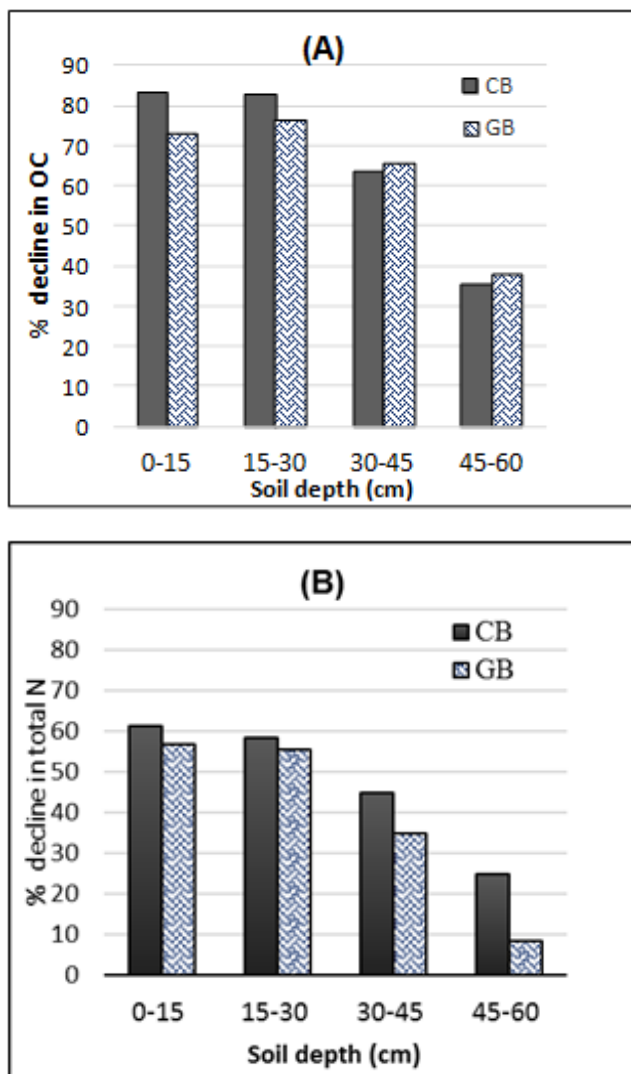 (A)
90
80
70
60
50
40
30
20
10
0
% decline in OC
CB
GB
0-15 15-30 30-45 45-60
Soil depth (cm)
(B)
90
80
70
60
50
40
30
20
10
0
% decline in total N
CB
GB
0-15 15-30 30-45 45-60
Soil depth (cm)